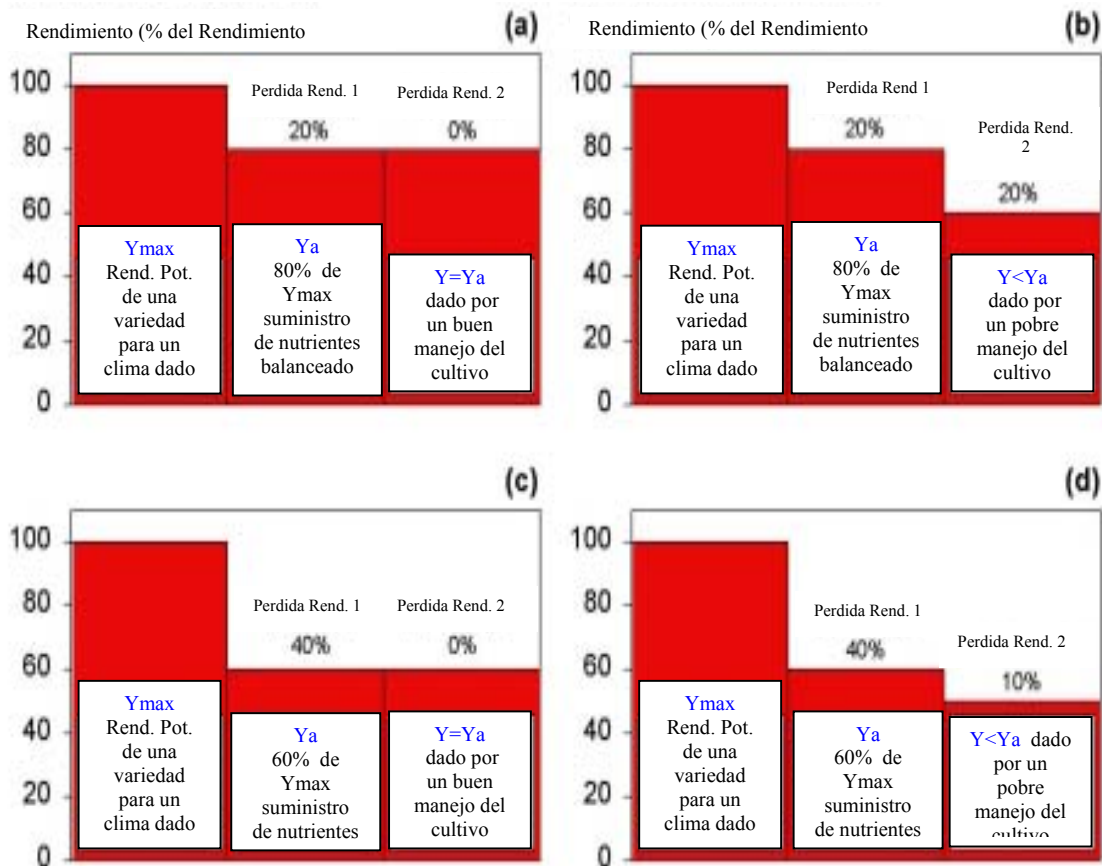 Rendimiento (% del Rendimiento
(a)
100
80
60
40
20
0
Perdida Rend. 1
20%
Perdida Rend. 2
0%
Ymax
Rend. Pot.
de una
variedad
para un
clima dado
Ya
80% de
Ymax
suministro
de nutrientes
balanceado
Y=Ya
dado por
un buen
manejo del
cultivo
Rendimiento (% del Rendimiento
(b)
100
80
60
40
20
0
Perdida Rend 1
20%
Perdida Rend.
2
20%
Ymax
Rend. Pot.
de una
variedad
para un
clima dado
Ya
80% de
Ymax
suministro
de nutrientes
balanceado
Y<Ya
dado por
un pobre
manejo del
cultivo
(c)
100
80
60
40
20
0
Perdida Rend. 1
40%
Perdida Rend. 2
0%
Ymax
Rend. Pot.
de una
variedad
para un
clima dado
Ya
60% de
Ymax
suministro
de nutrientes
Y=Ya
dado por
un buen
manejo del
cultivo
(d)
100
80
60
40
20
0
Perdida Rend. 1
40%
Perdida Rend. 2
10%
Ymax
Rend. Pot.
de una
variedad
para un
clima dado
Ya
60% de
Ymax
suministro
de nutrientes
Y<Ya dado
por un
pobre
manejo del
cultivo